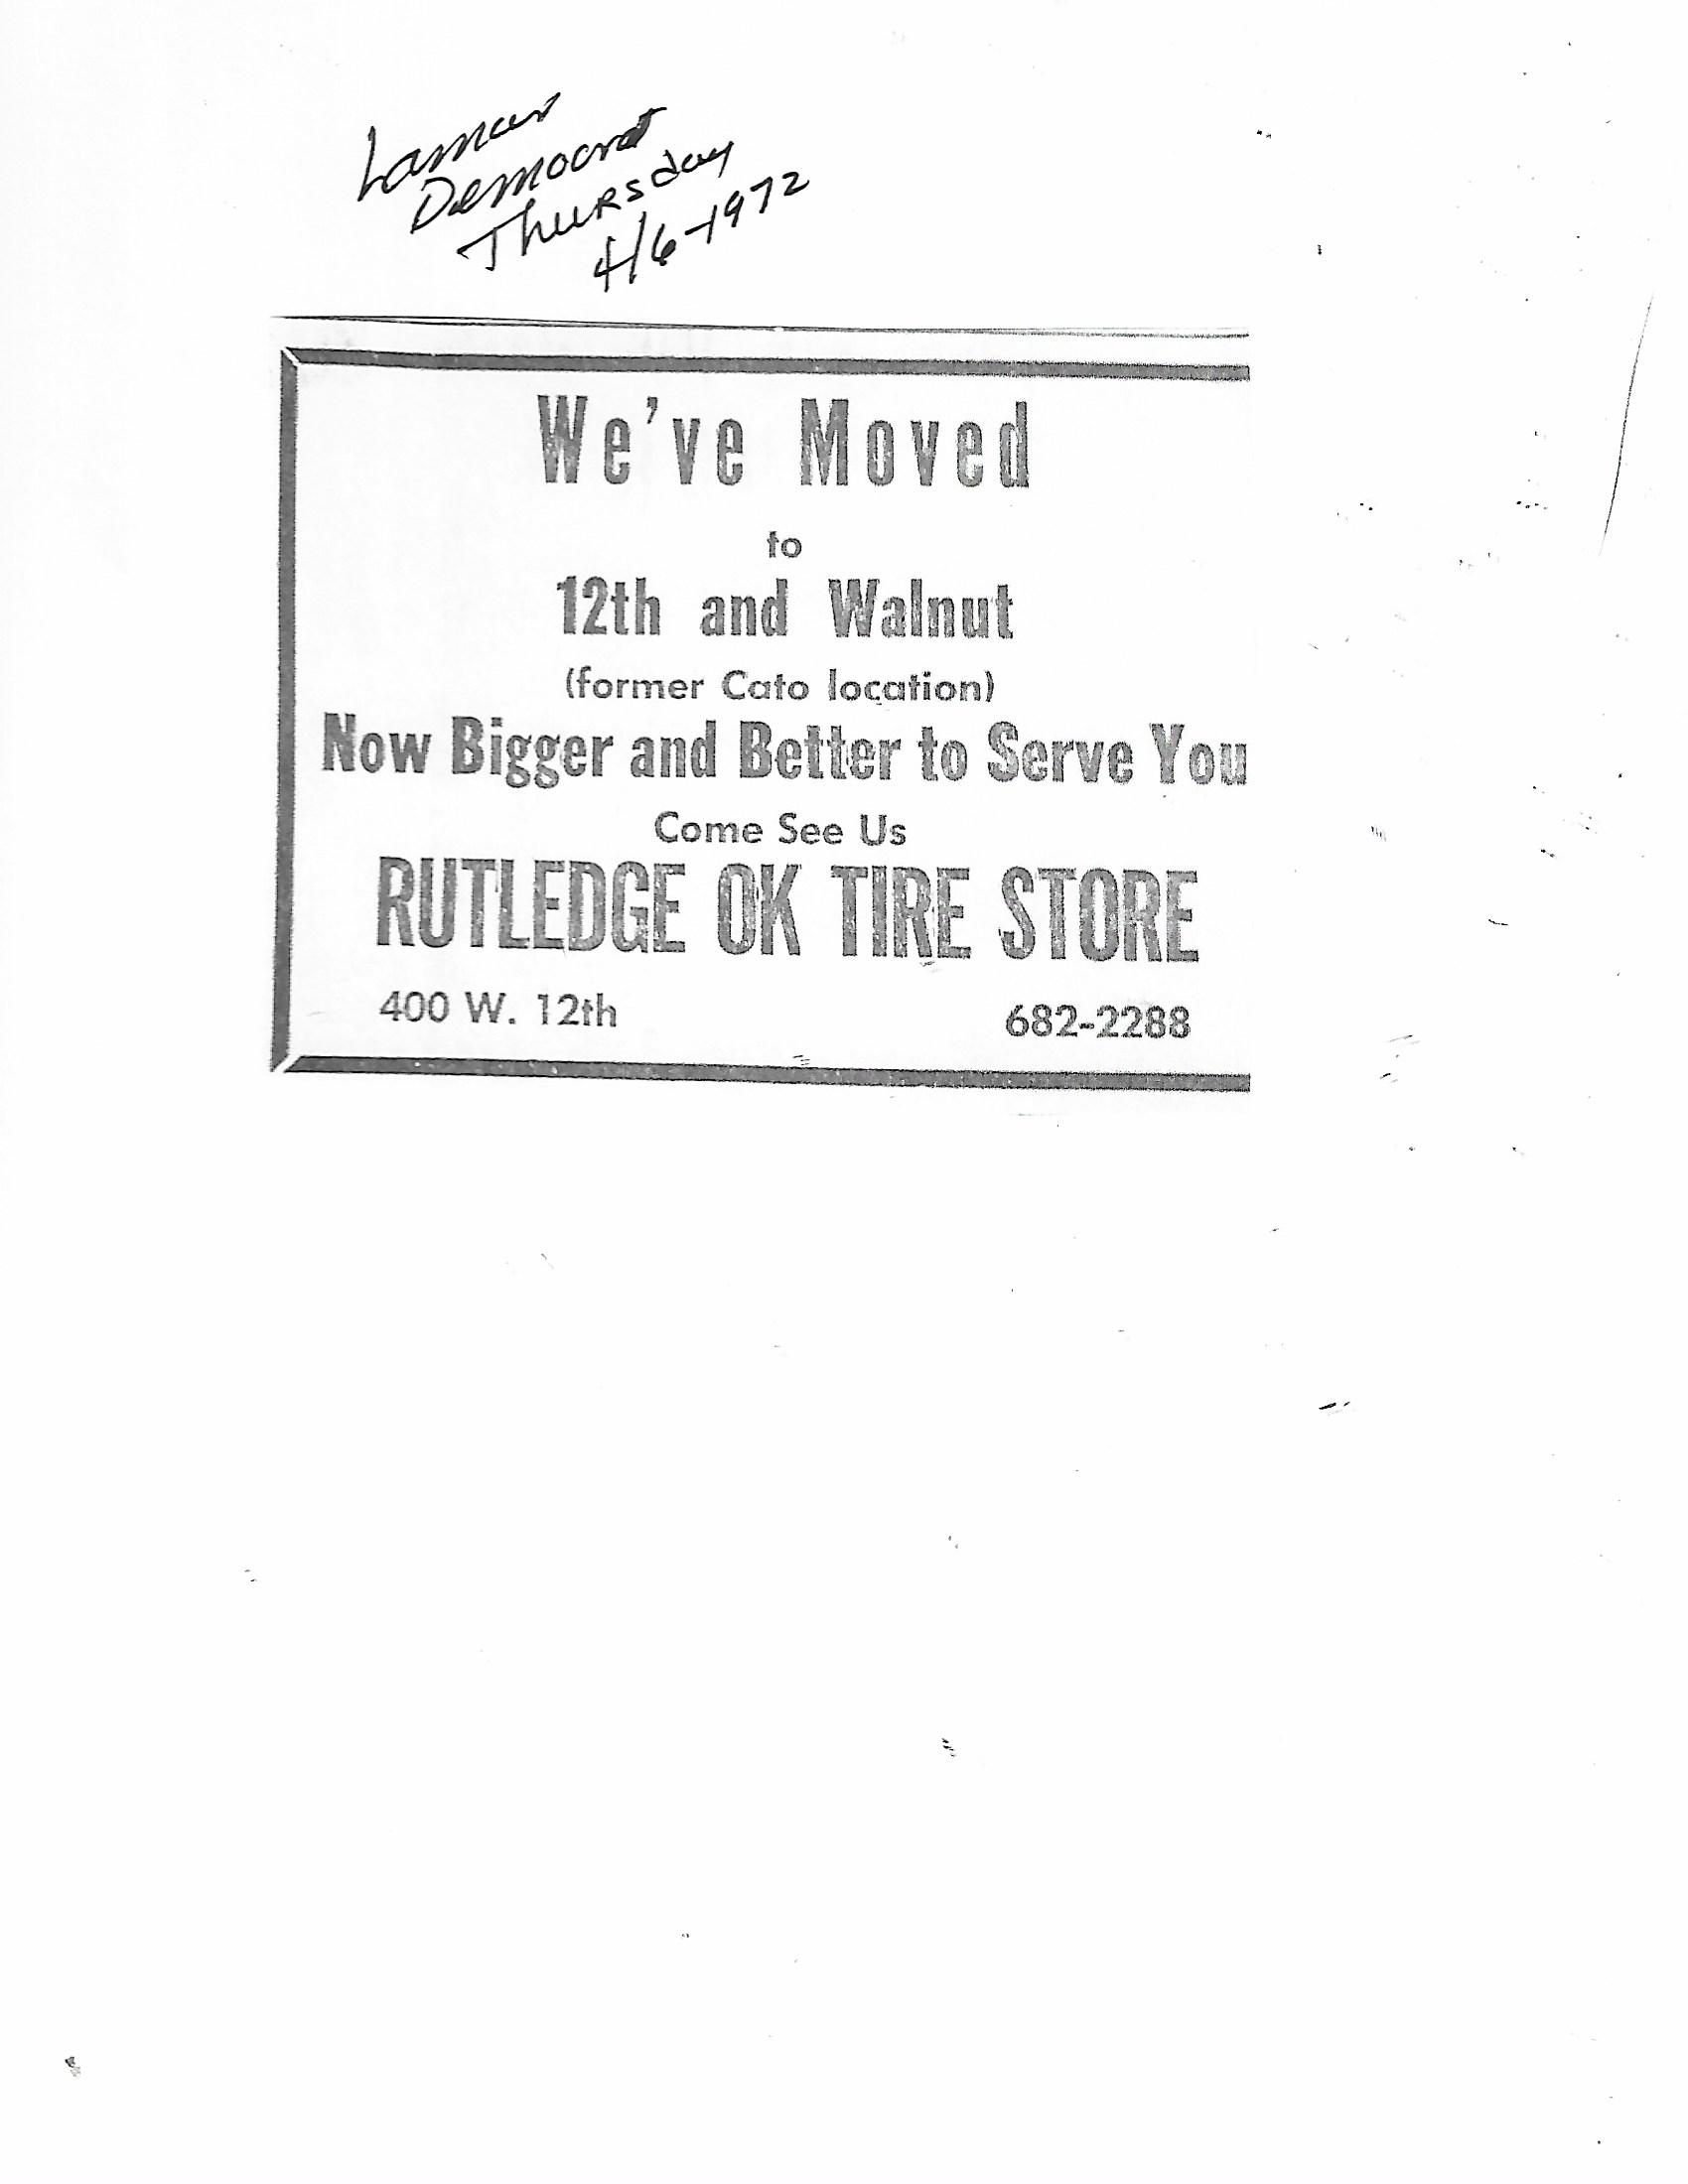 Lamar
Democrat
Thursday
4/6-1972
We've Moved
to
12th and Walnut
(former Cato location)
Now Bigger and Better to Serve You
Come See Us
RUTLEDGE OK TIRE STORE
400 W. 12th 682-2288